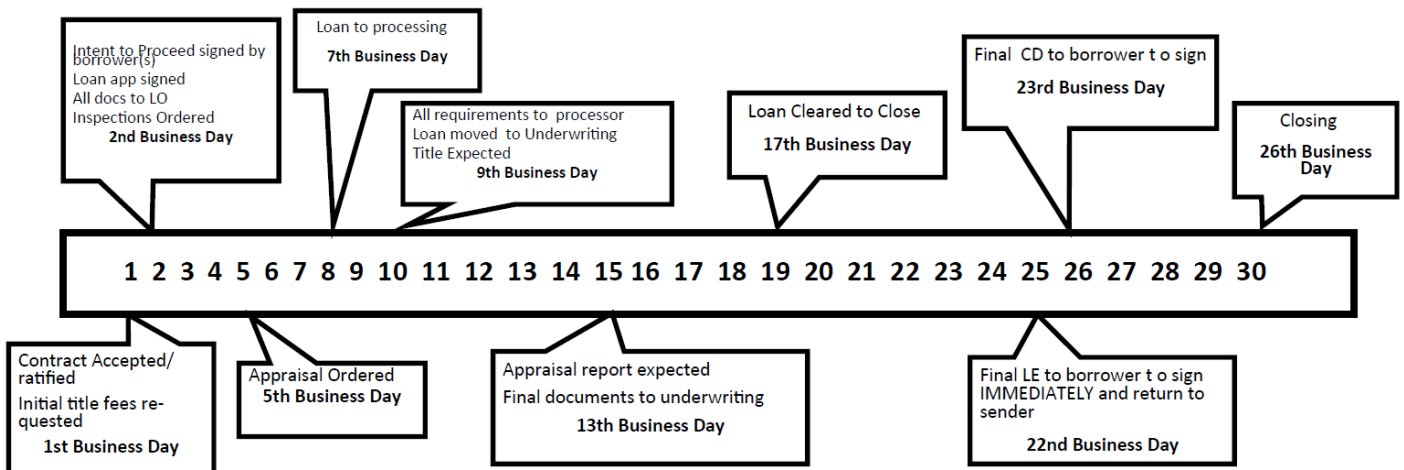 Intent to Proceed signed by
borrower(s)
Loan app signed
All docs to LO
Inspections Ordered
2nd Business Day
Loan to processing
7th Business Day
All requirements to processor
Loan moved to Underwriting
Title Expected
9th Business Day
Loan Cleared to Close
17th Business Day
Final CD to borrower t o sign
23rd Business Day
Closing
26th Business
Day
1 2 3 4 5 6 7 8 9 10 11 12 13 14 15 16 17 18 19 20 21 22 23 24 25 26 27 28 29 30
Contract Accepted/
ratified
Initial title fees re-
quested
1st Business Day
Appraisal Ordered
5th Business Day
Appraisal report expected
Final documents to underwriting
13th Business Day
Final LE to borrower t o sign
IMMEDIATELY and return to
sender
22nd Business Day